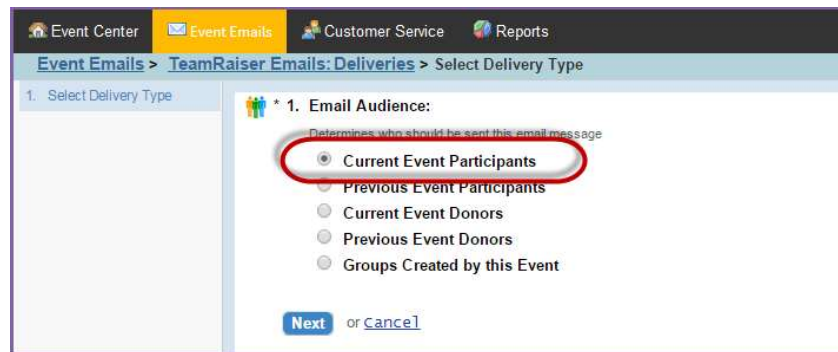 Event Center Event Emails Customer Service Reports
Event Emails > TeamRaiser Emails: Deliveries > Select Delivery Type
1. Select Delivery Type
* 1. Email Audience:
Determines who should be sent this email message
Current Event Participants
Previous Event Participants
Current Event Donors
Previous Event Donors
Groups Created by this Event
Next or Cancel